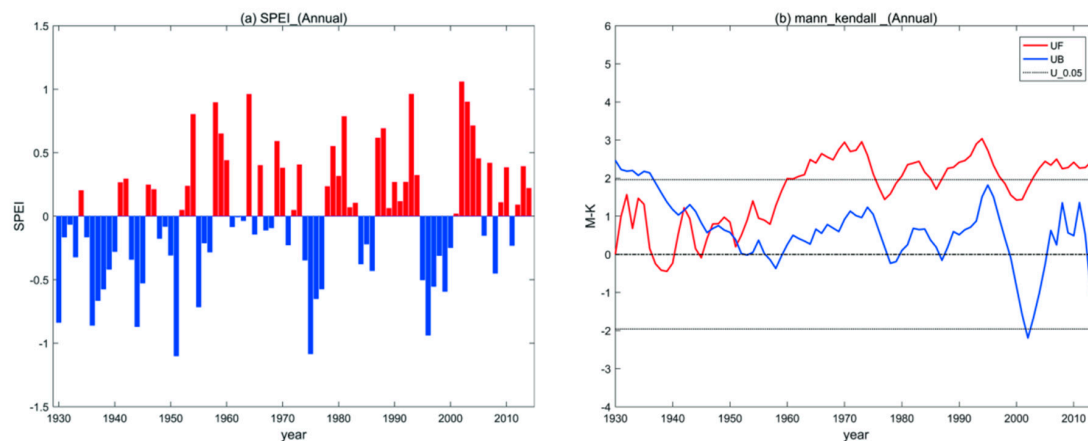 (a) SPEI_(Annual)
1.5
1
0.5
0
-0.5
-1
-1.5
SPEI
1930 1940 1950 1960 1970 1980 1990 2000 2010
year
(b) mann_kendall _(Annual)
6
5
4
3
2
1
0
-1
-2
-3
-4
M-K
UF
UB
U_0.05
1930 1940 1950 1960 1970 1980 1990 2000 2010
year